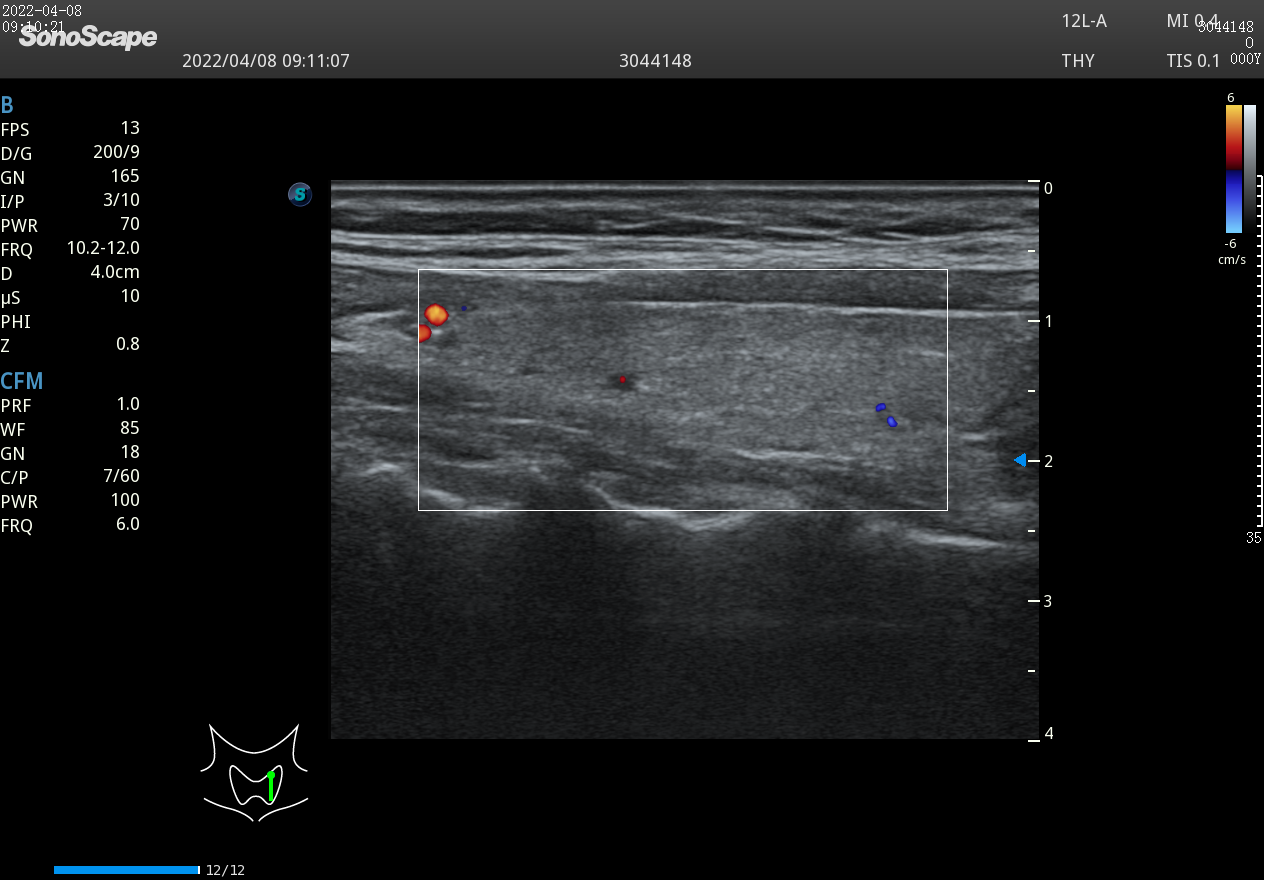 2022-04-08
09:10:21
SonoScape
2022/04/08 09:11:07
3044148
12L-A
MI 0.4
THY
TIS 0.1
3044148
0
000Y
B
FPS 13
D/G 200/9
GN 165
I/P 3/10
PWR 70
FRQ 10.2-12.0
D 4.0cm
µS 10
PHI
Z 0.8
CFM
PRF 1.0
WF 85
GN 18
C/P 7/60
PWR 100
FRQ 6.0
S
0
1
2
3
4
6
-6
cm/s
35
12/12